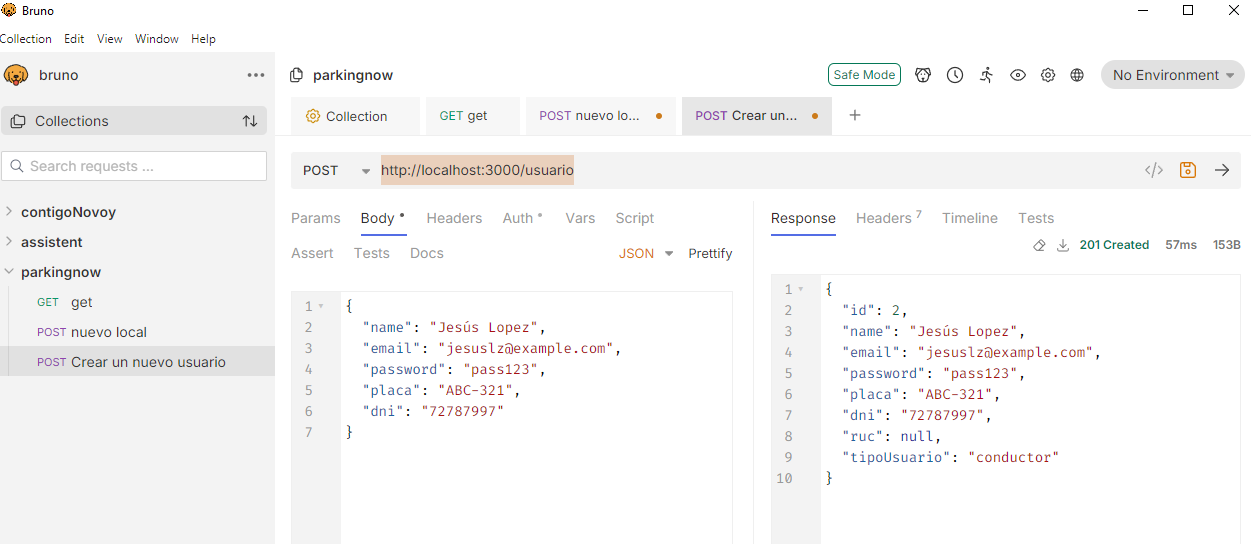 Bruno
Collection Edit View Window Help
bruno
Collections
Search requests ...
contigoNovoy
assistent
parkingnow
GET get
POST nuevo local
POST Crear un nuevo usuario
parkingnow
Safe Mode
No Environment
Collection
GET get
POST nuevo lo...
POST Crear un...
POST http://localhost:3000/usuario
Params Body Headers Auth Vars Script
Assert Tests Docs JSON Prettify
1 {
2 "name": "Jesús Lopez",
3 "email": "jesuslz@example.com",
4 "password": "pass123",
5 "placa": "ABC-321",
6 "dni": "72787997"
7 }
Response Headers 7 Timeline Tests
201 Created 57ms 153B
1 {
2 "id": 2,
3 "name": "Jesús Lopez",
4 "email": "jesuslz@example.com",
5 "password": "pass123",
6 "placa": "ABC-321",
7 "dni": "72787997",
8 "ruc": null,
9 "tipoUsuario": "conductor"
10 }